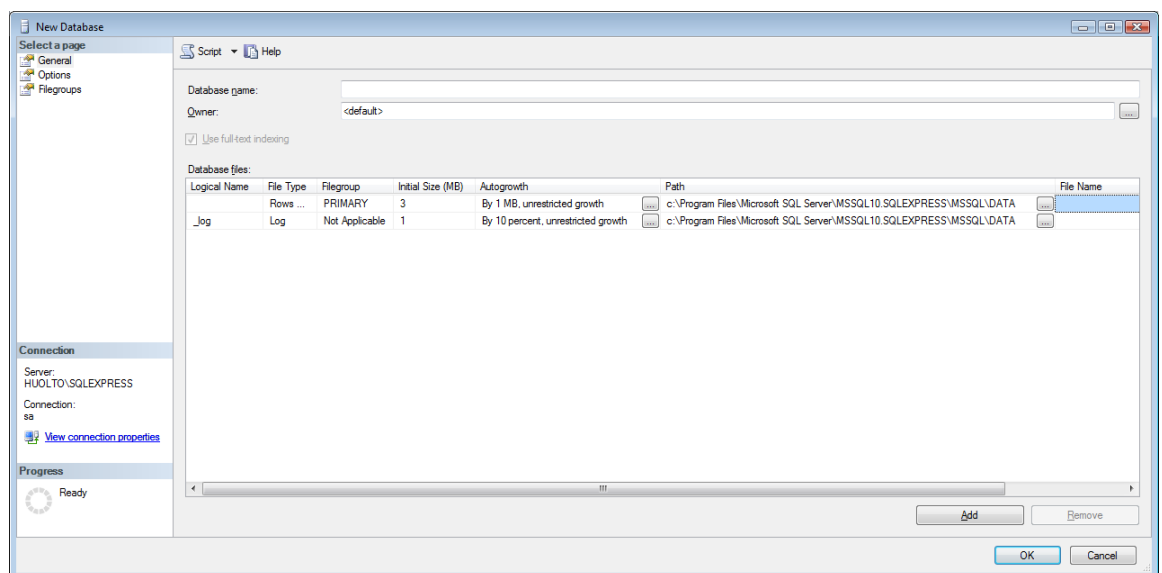 New Database
Select a page
General
Options
Filegroups
Script Help
Database name:
Owner: <default> ...
Use full-text indexing
Database files:
Logical Name File Type Filegroup Initial Size (MB) Autogrowth Path File Name
Rows ... PRIMARY 3 By 1 MB, unrestricted growth ... c:\Program Files\Microsoft SQL Server\MSSQL10.SQLEXPRESS\MSSQL\DATA ...
_log Log Not Applicable 1 By 10 percent, unrestricted growth ... c:\Program Files\Microsoft SQL Server\MSSQL10.SQLEXPRESS\MSSQL\DATA ...
Connection
Server:
HUOLTO\SQLEXPRESS
Connection:
sa
View connection properties
Progress
Ready
Add Remove
OK Cancel